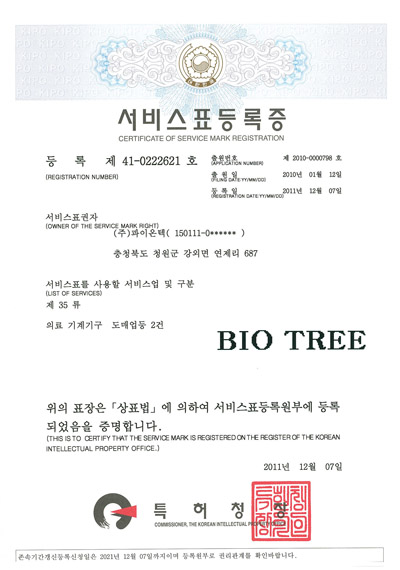 서비스표등록증
CERTIFICATE OF SERVICE MARK REGISTRATION
등 록 제 41-0222621 호
(REGISTRATION NUMBER)
출원번호 제 2010-0000798 호
(APPLICATION NUMBER)
출 원 일 2010년 01월 12일
(FILING DATE:YY/MM/DD)
등 록 일 2011년 12월 07일
(REGISTRATION DATE:YY/MM/DD)
서비스표권자
(OWNER OF THE SERVICE MARK RIGHT)
(주)파이온텍( 150111-0****** )
충청북도 청원군 강외면 연제리 687
서비스표를 사용할 서비스업 및 구분
(LIST OF SERVICES)
제 35 류
의료 기계기구 도매업등 2건
BIO TREE
위의 표장은「상표법」에 의하여 서비스표등록원부에 등록
되었음을 증명합니다.
(THIS IS TO CERTIFY THAT THE SERVICE MARK IS REGISTERED ON THE REGISTER OF THE KOREAN
INTELLECTUAL PROPERTY OFFICE.)
2011년 12월 07일
특 허 청 장
COMMISSIONER, THE KOREAN INTELLECTUAL PROPERTY OFFICE
존속기간갱신등록신청일은 2021년 12월 07일까지이며 등록원부로 권리관계를 확인바랍니다.